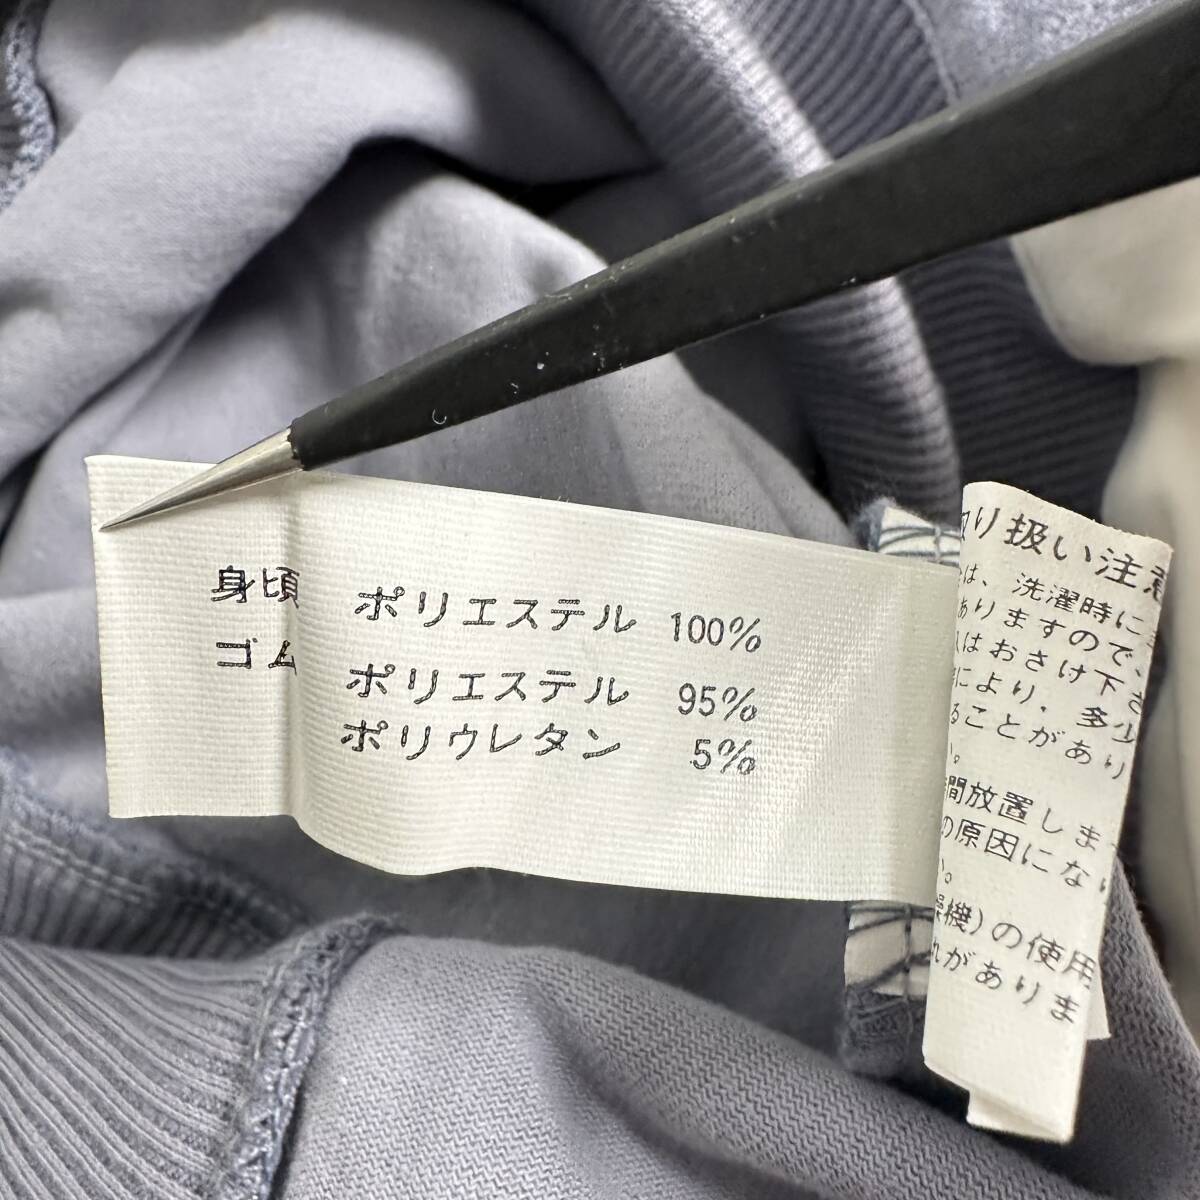 身頃 ポリエステル 100%
ゴム ポリエステル 95%
ポリウレタン 5%
取り扱い注意
は、洗濯時に
ありますので、
はおさけ下さ
により、多少
ることがあり
い。
間放置しま
の原因にな
い。
燥機)の使用
れがありま